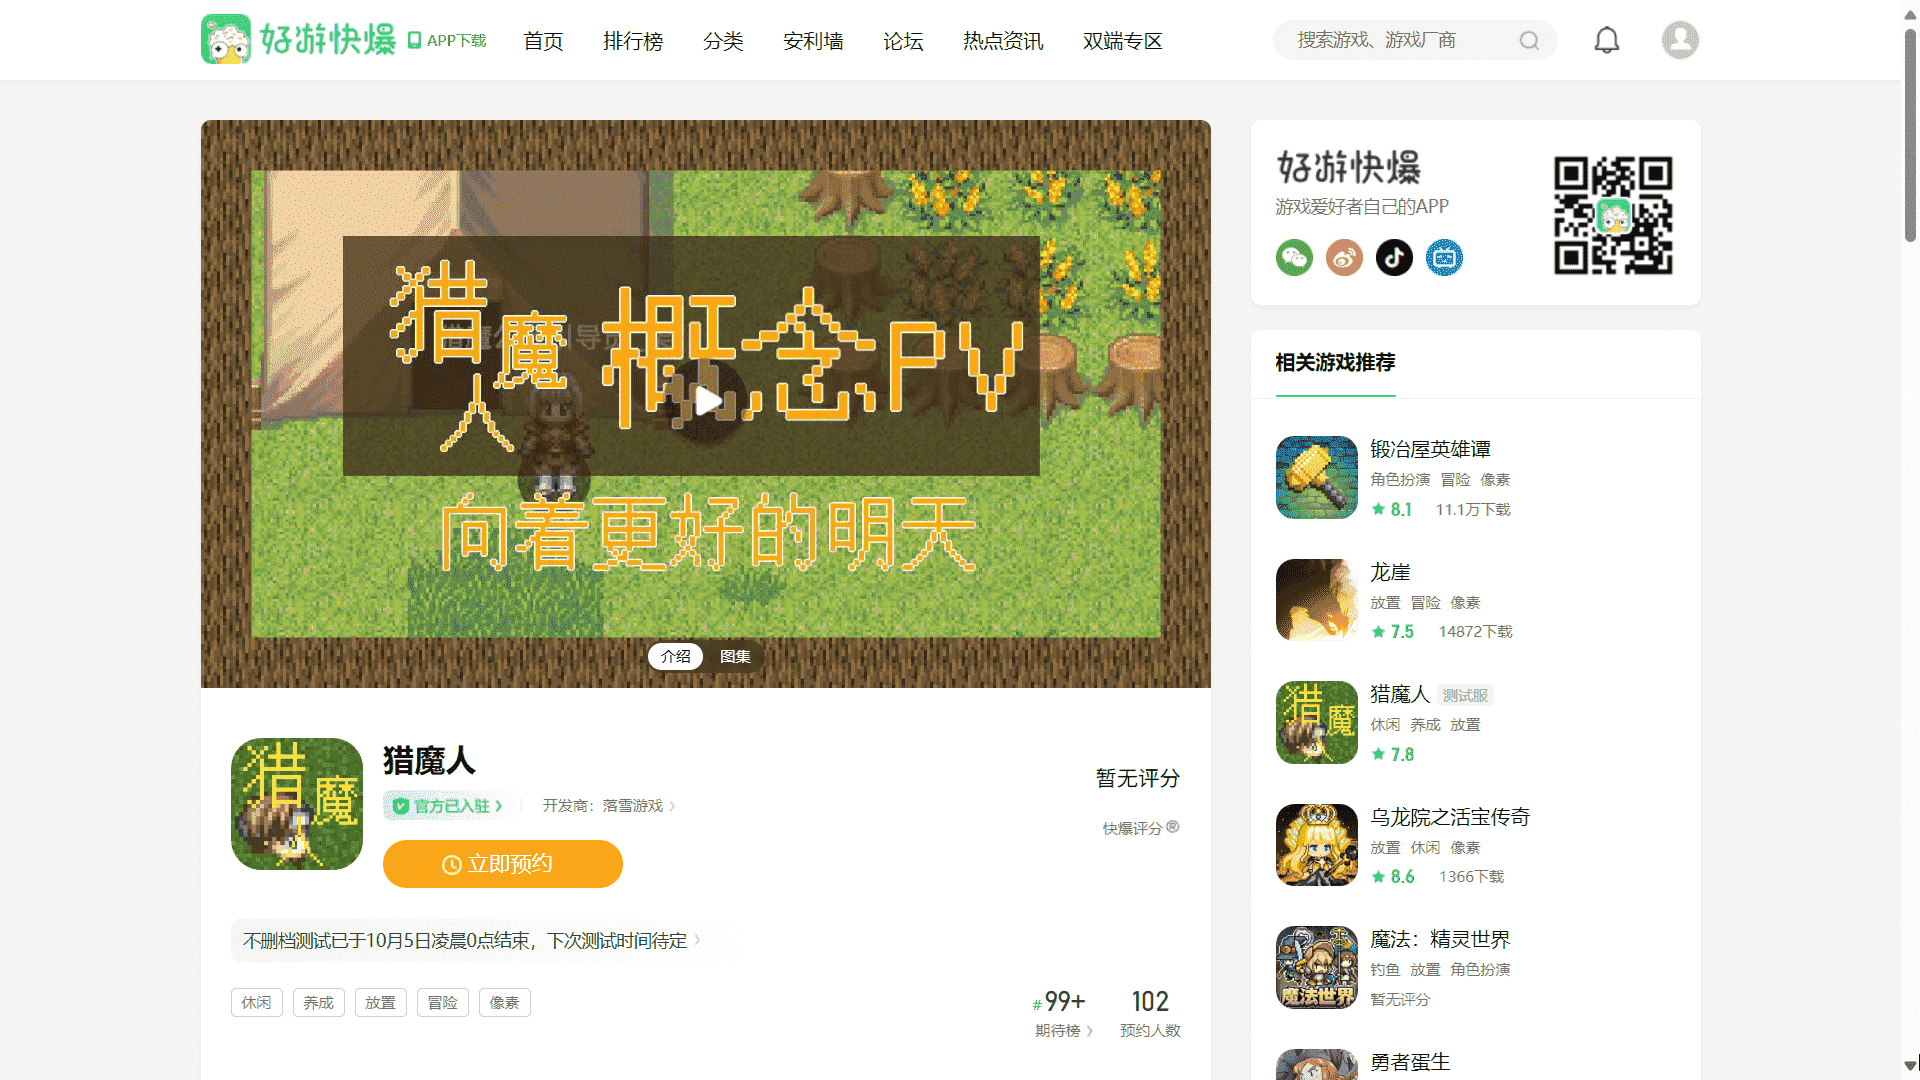 好游快爆
APP下载
首页
排行榜
分类
安利墙
论坛
热点资讯
双端专区
搜索游戏、游戏厂商
猎魔人
概念PV
向着更好的明天
介绍
图集
猎魔人
官方已入驻
开发商：落雪游戏
立即预约
暂无评分
快爆评分®
不删档测试已于10月5日凌晨0点结束，下次测试时间待定
休闲
养成
放置
冒险
像素
#99+
期待榜
102
预约人数
好游快爆
游戏爱好者自己的APP
相关游戏推荐
锻冶屋英雄谭
角色扮演 冒险 像素
8.1 11.1万下载
龙崖
放置 冒险 像素
7.5 14872下载
猎魔
猎魔人 测试服
休闲 养成 放置
7.8
猎魔
乌龙院之活宝传奇
放置 休闲 像素
8.6 1366下载
魔法：精灵世界
钓鱼 放置 角色扮演
暂无评分
魔法世界
勇者蛋生